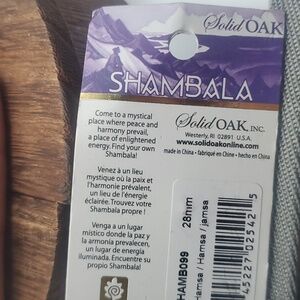 Solid OAK
SHAMBALA
Come to a mystical
place where peace and
harmony prevail,
a place of enlightened
energy. Find your own
Shambala!
Venez à un lieu
mystique où la paix et
l'harmonie prévalent,
un lieu de l'énergie
éclairée. Trouvez votre
Shambala propre !
Venga a un lugar
místico donde la paz y
la armonía prevalecen,
un lugar de energía
iluminada. Encuentre su
propio Shambala!
Solid OAK, INC.
Westerly, RI 02891 U.S.A.
www.solidoakonline.com
made in China • fabriqué en Chine • hecho en China
HAMB099
Hamsa / Hamsa / jamsa
28mm
45227 02542 5